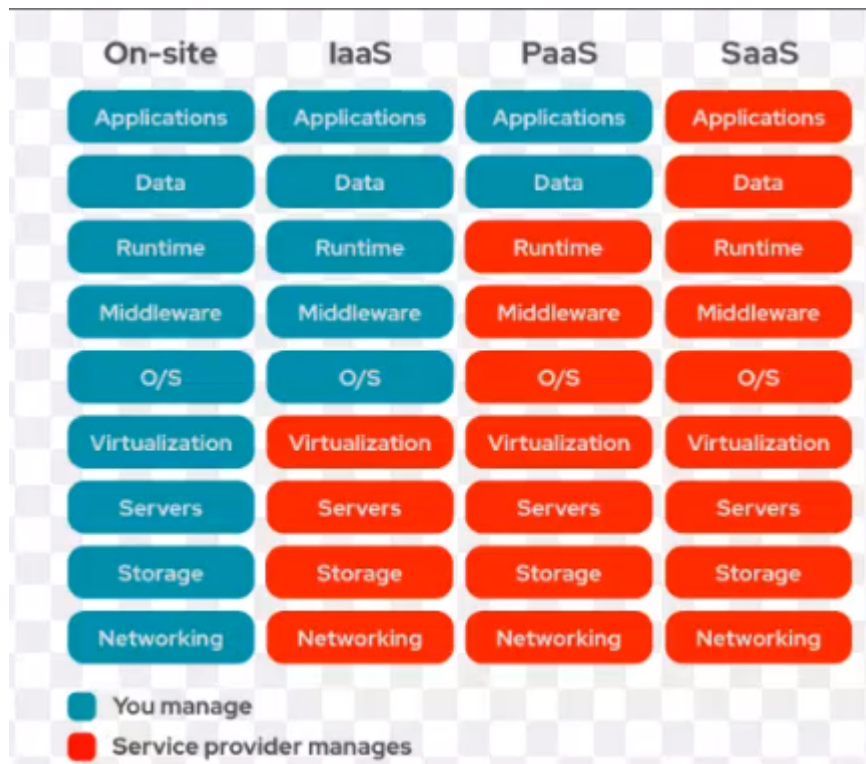 On-site IaaS PaaS SaaS
Applications Applications Applications Applications
Data Data Data Data
Runtime Runtime Runtime Runtime
Middleware Middleware Middleware Middleware
O/S O/S O/S O/S
Virtualization Virtualization Virtualization Virtualization
Servers Servers Servers Servers
Storage Storage Storage Storage
Networking Networking Networking Networking
You manage
Service provider manages